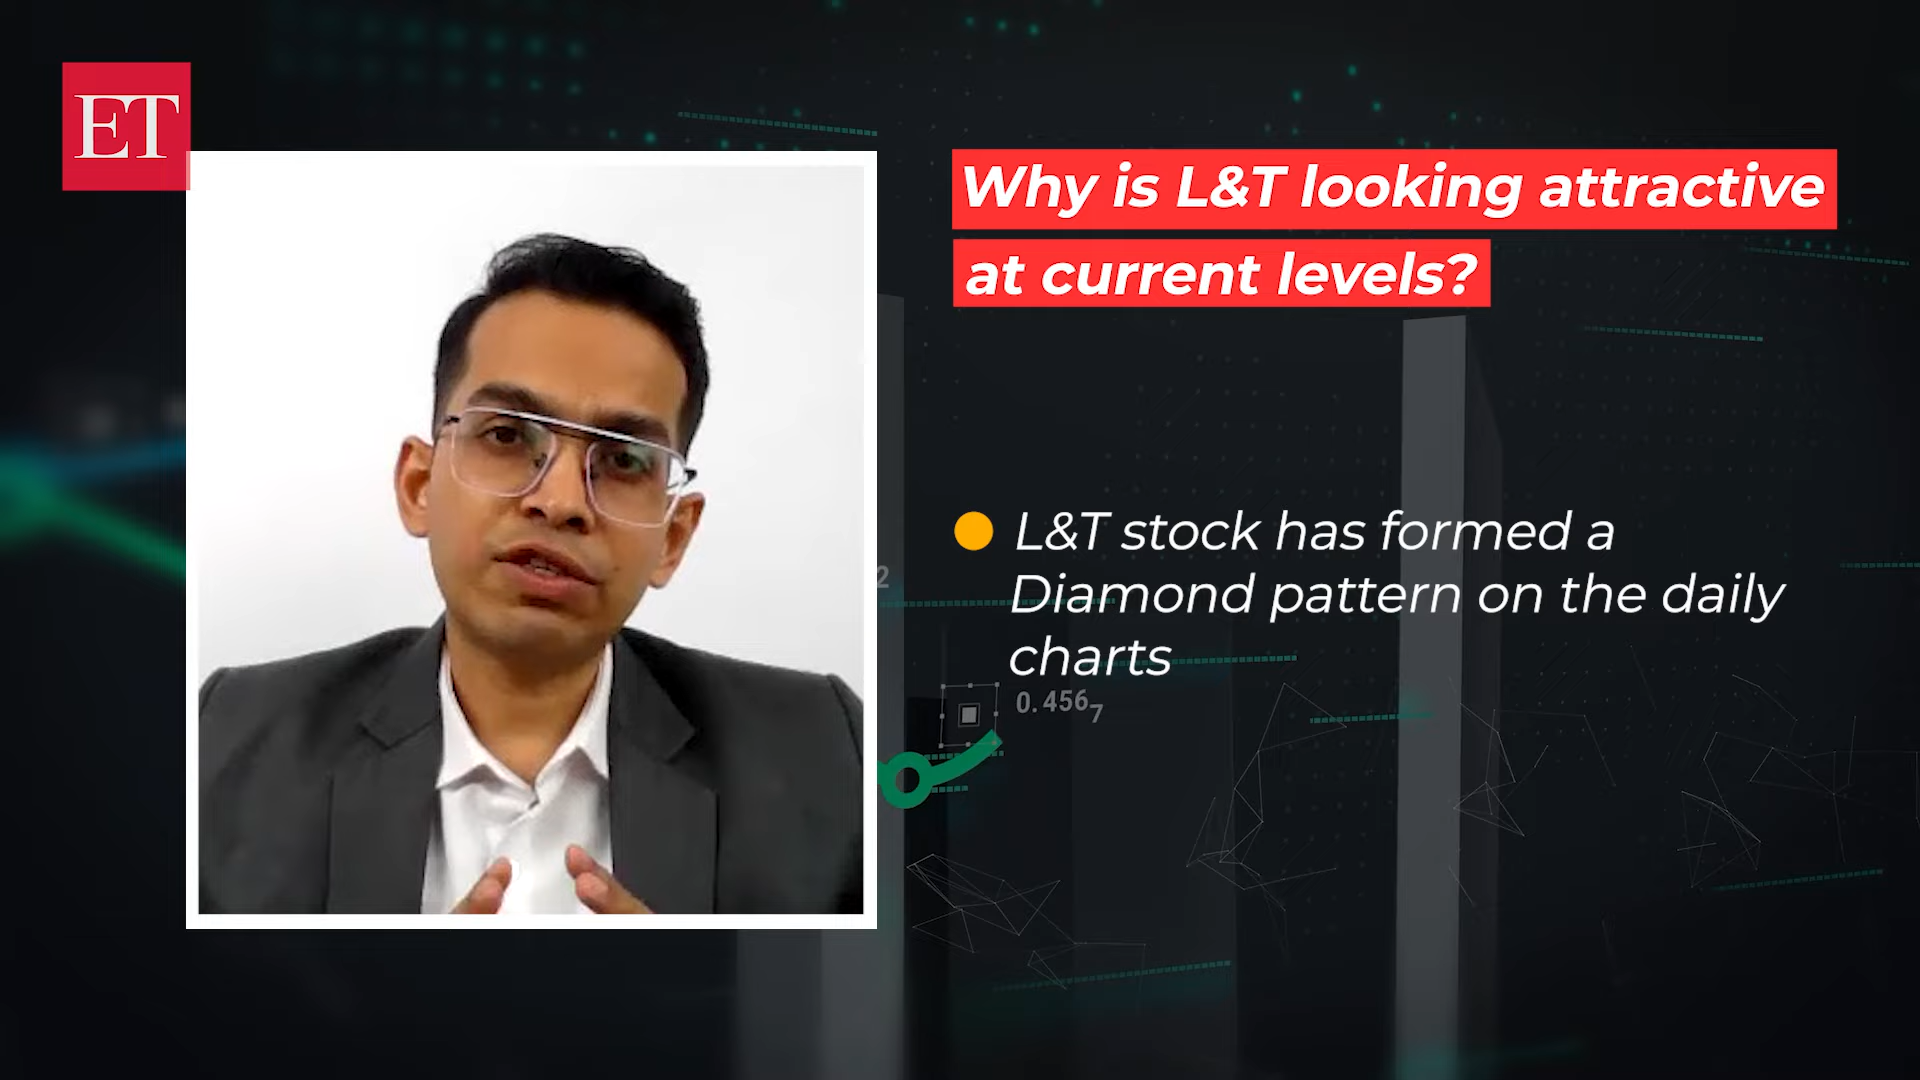 ET
Why is L&T looking attractive
at current levels?
L&T stock has formed a
Diamond pattern on the daily
charts
2
0.4567